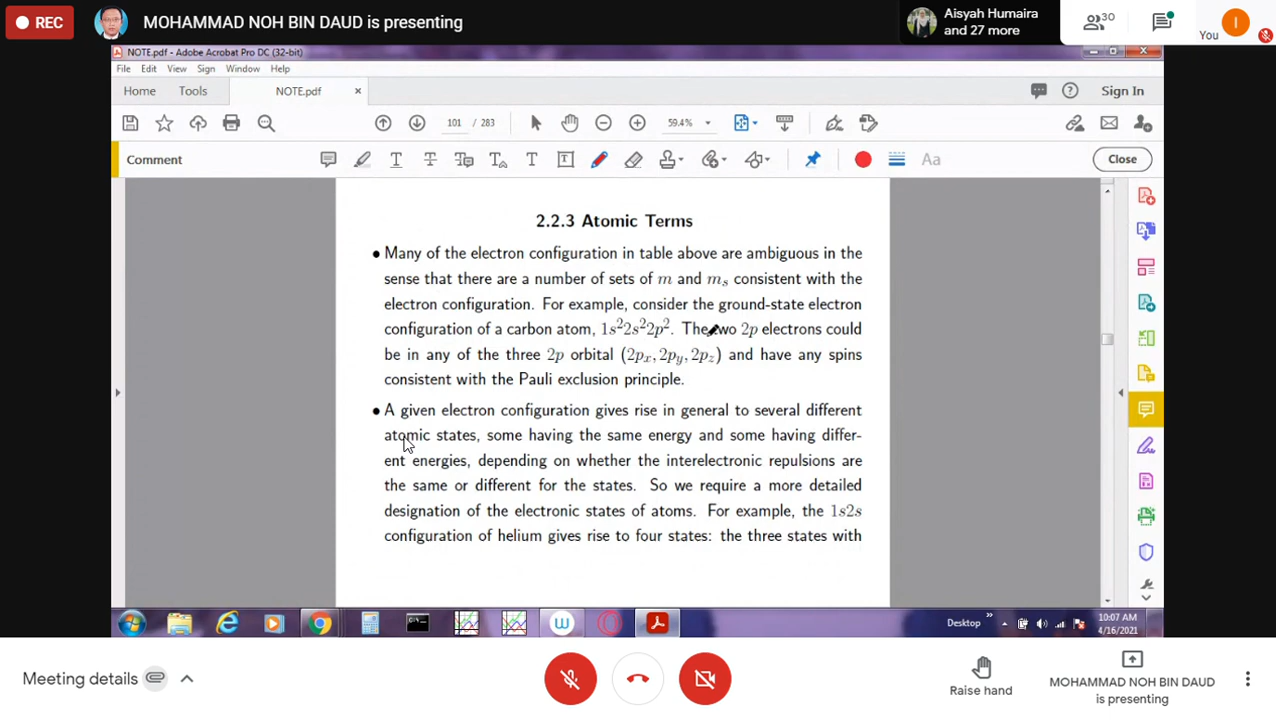 REC
MOHAMMAD NOH BIN DAUD is presenting
Aisyah Humaira
and 27 more
30
You
I
NOTE.pdf - Adobe Acrobat Pro DC (32-bit)
File Edit View Sign Window Help
Home Tools NOTE.pdf × Sign In
101 / 283 59.4%
Comment T T T T Aa Close
2.2.3 Atomic Terms
• Many of the electron configuration in table above are ambiguous in the
sense that there are a number of sets of m and mₛ consistent with the
electron configuration. For example, consider the ground-state electron
configuration of a carbon atom, 1s²2s²2p². The two 2p electrons could
be in any of the three 2p orbital (2pₓ, 2p_y, 2p_z) and have any spins
consistent with the Pauli exclusion principle.
• A given electron configuration gives rise in general to several different
atomic states, some having the same energy and some having differ-
ent energies, depending on whether the interelectronic repulsions are
the same or different for the states. So we require a more detailed
designation of the electronic states of atoms. For example, the 1s2s
configuration of helium gives rise to four states: the three states with
Desktop » 10:07 AM
4/16/2021
Meeting details
Raise hand
MOHAMMAD NOH BIN DAUD
is presenting